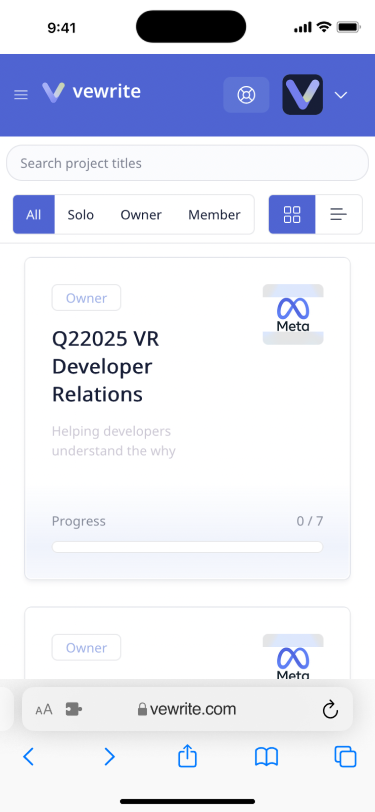 9:41
vewrite
Search project titles
All Solo Owner Member
Owner
Meta
Q22025 VR
Developer
Relations
Helping developers
understand the why
Progress 0 / 7
Owner
Meta
AA vewrite.com